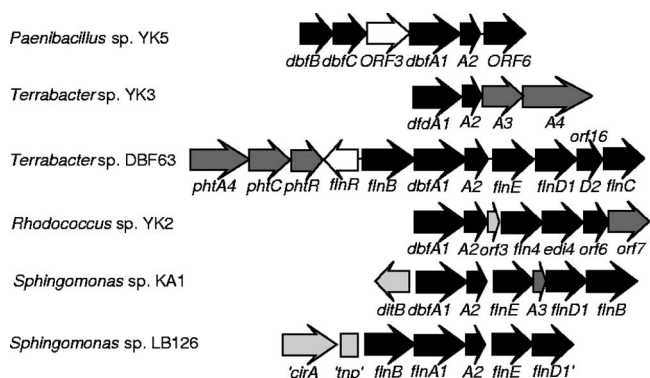 Paenibacillus sp. YK5
dbfB dbfC ORF3 dbfA1 A2 ORF6
Terrabacter sp. YK3
dfdA1 A2 A3 A4
orf16
Terrabacter sp. DBF63
phtA4 phtC phtR flnR flnB dbfA1 A2 flnE flnD1 D2 flnC
Rhodococcus sp. YK2
dbfA1 A2 orf3 fln4 edi4 orf6 orf7
Sphingomonas sp. KA1
ditB dbfA1 A2 flnE A3 flnD1 flnB
Sphingomonas sp. LB126
'cirA 'tnp' flnB flnA1 A2 flnE flnD1'